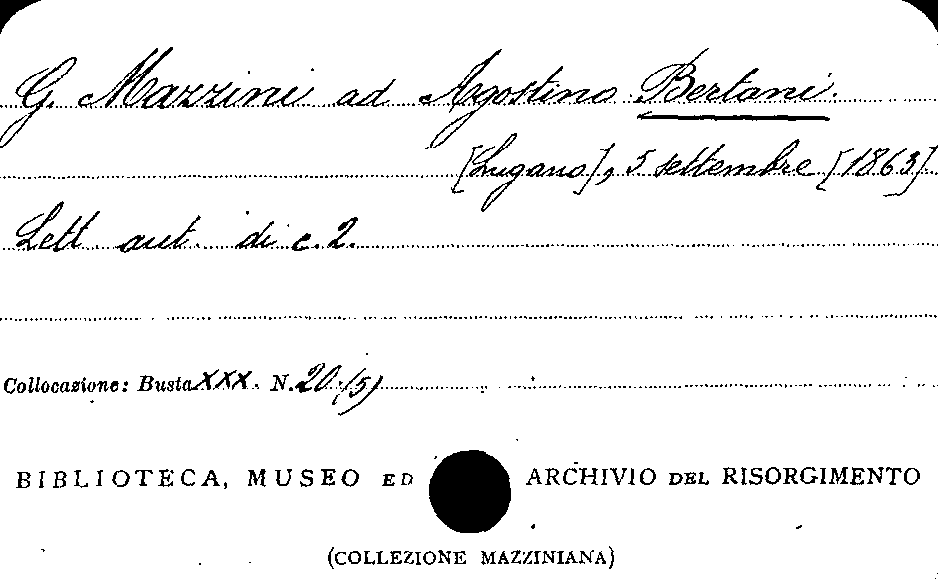 G. Mazzini ad Agostino Bertani.
[Lugano], 5 settembre [1863].
Lett. aut. di c. 2.
Collocazione: Busta XXX. N. 20.(5)
BIBLIOTECA, MUSEO ED ARCHIVIO DEL RISORGIMENTO
(COLLEZIONE MAZZINIANA)